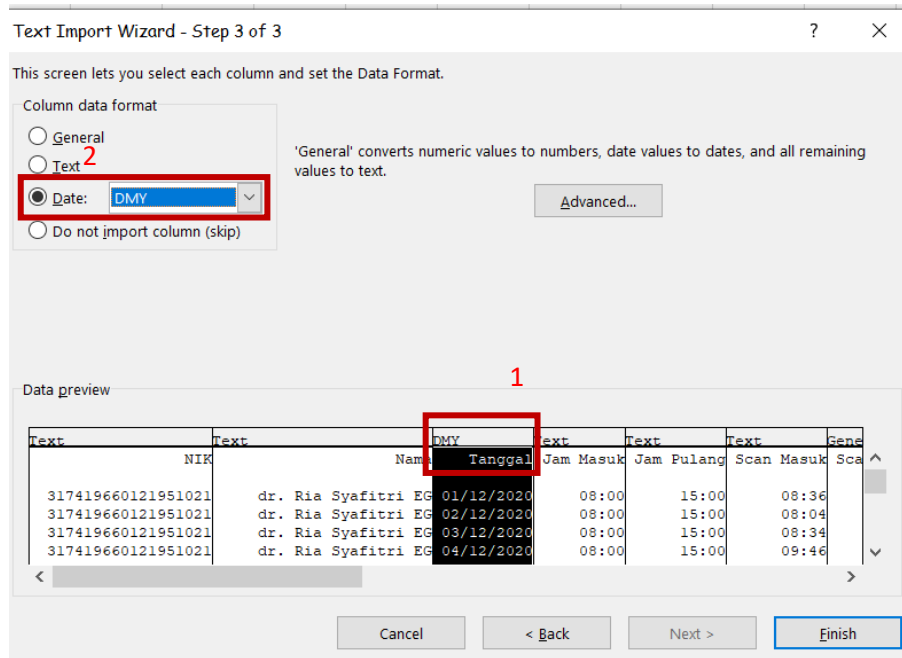 Text Import Wizard - Step 3 of 3 ?
This screen lets you select each column and set the Data Format.
Column data format
General
Text
2
Date: DMY
Do not import column (skip)
'General' converts numeric values to numbers, date values to dates, and all remaining
values to text.
Advanced...
1
Data preview
Text Text DMY Text Text Text Gene
NIK Nama Tanggal Jam Masuk Jam Pulang Scan Masuk Sca
317419660121951021 dr. Ria Syafitri EG 01/12/2020 08:00 15:00 08:36
317419660121951021 dr. Ria Syafitri EG 02/12/2020 08:00 15:00 08:04
317419660121951021 dr. Ria Syafitri EG 03/12/2020 08:00 15:00 08:34
317419660121951021 dr. Ria Syafitri EG 04/12/2020 08:00 15:00 09:46
Cancel < Back Next > Finish